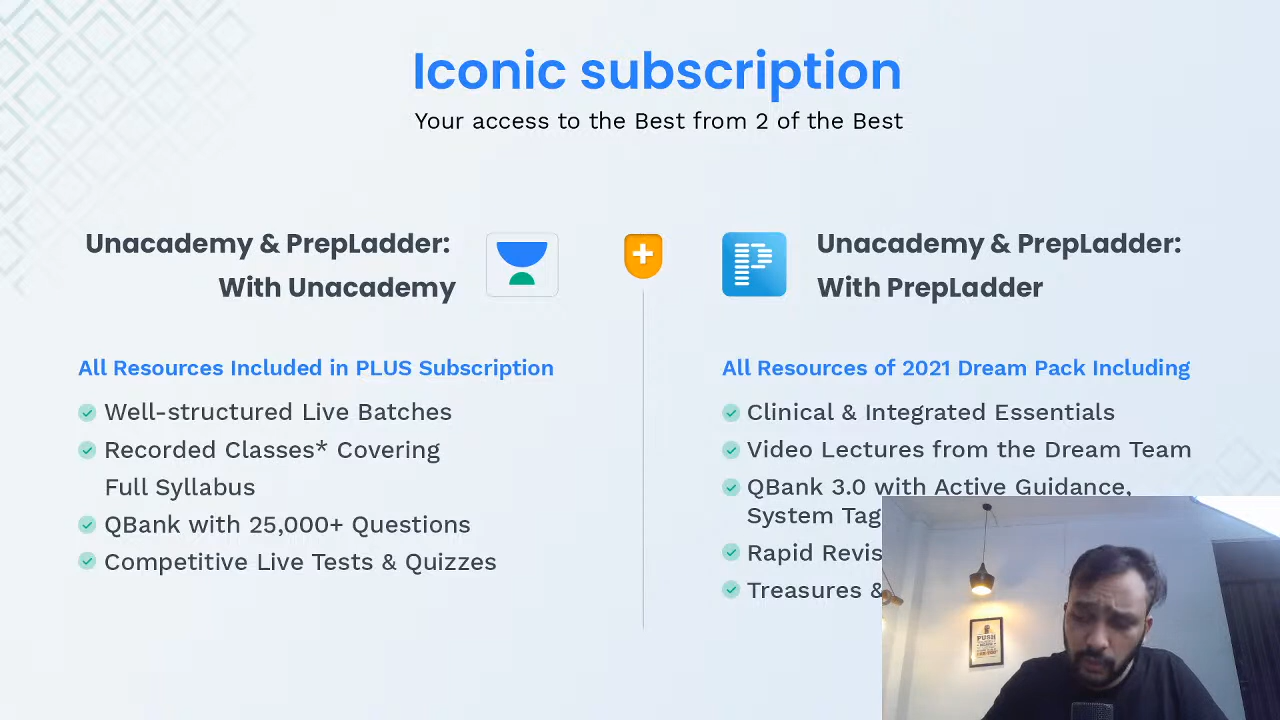 Iconic subscription
Your access to the Best from 2 of the Best
Unacademy & PrepLadder:
With Unacademy
All Resources Included in PLUS Subscription
Well-structured Live Batches
Recorded Classes* Covering
Full Syllabus
QBank with 25,000+ Questions
Competitive Live Tests & Quizzes
Unacademy & PrepLadder:
With PrepLadder
All Resources of 2021 Dream Pack Including
Clinical & Integrated Essentials
Video Lectures from the Dream Team
QBank 3.0 with Active Guidance,
System Tag
Rapid Revis
Treasures &
PUSH